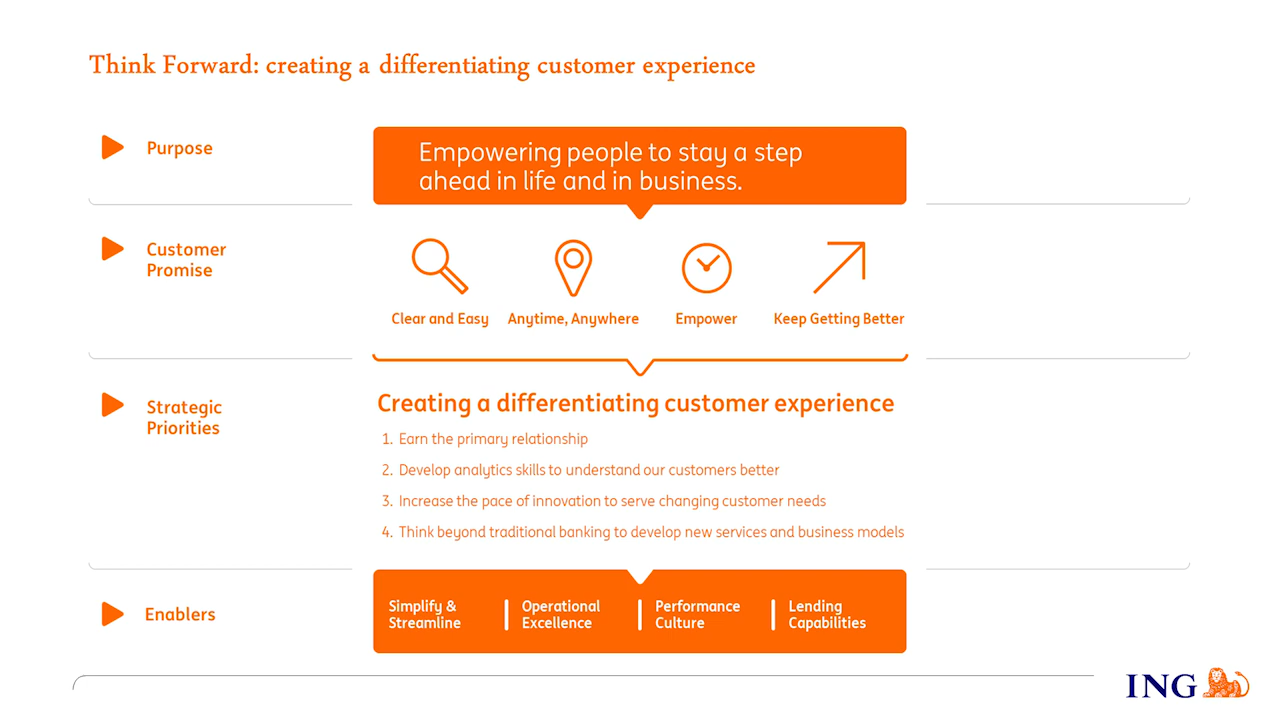 Think Forward: creating a differentiating customer experience
Purpose
Empowering people to stay a step
ahead in life and in business.
Customer
Promise
Clear and Easy
Anytime, Anywhere
Empower
Keep Getting Better
Strategic
Priorities
Creating a differentiating customer experience
1. Earn the primary relationship
2. Develop analytics skills to understand our customers better
3. Increase the pace of innovation to serve changing customer needs
4. Think beyond traditional banking to develop new services and business models
Enablers
Simplify &
Streamline
Operational
Excellence
Performance
Culture
Lending
Capabilities
ING